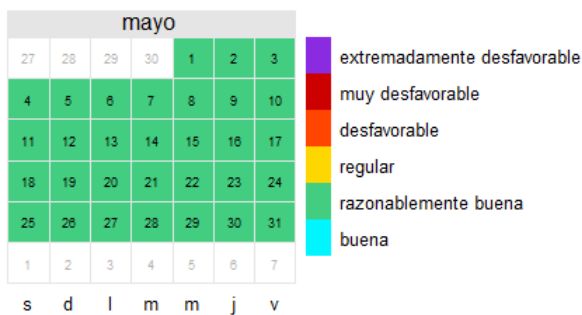 mayo
27 28 29 30 1 2 3
4 5 6 7 8 9 10
11 12 13 14 15 16 17
18 19 20 21 22 23 24
25 26 27 28 29 30 31
1 2 3 4 5 6 7
s d l m m j v
extremadamente desfavorable
muy desfavorable
desfavorable
regular
razonablemente buena
buena